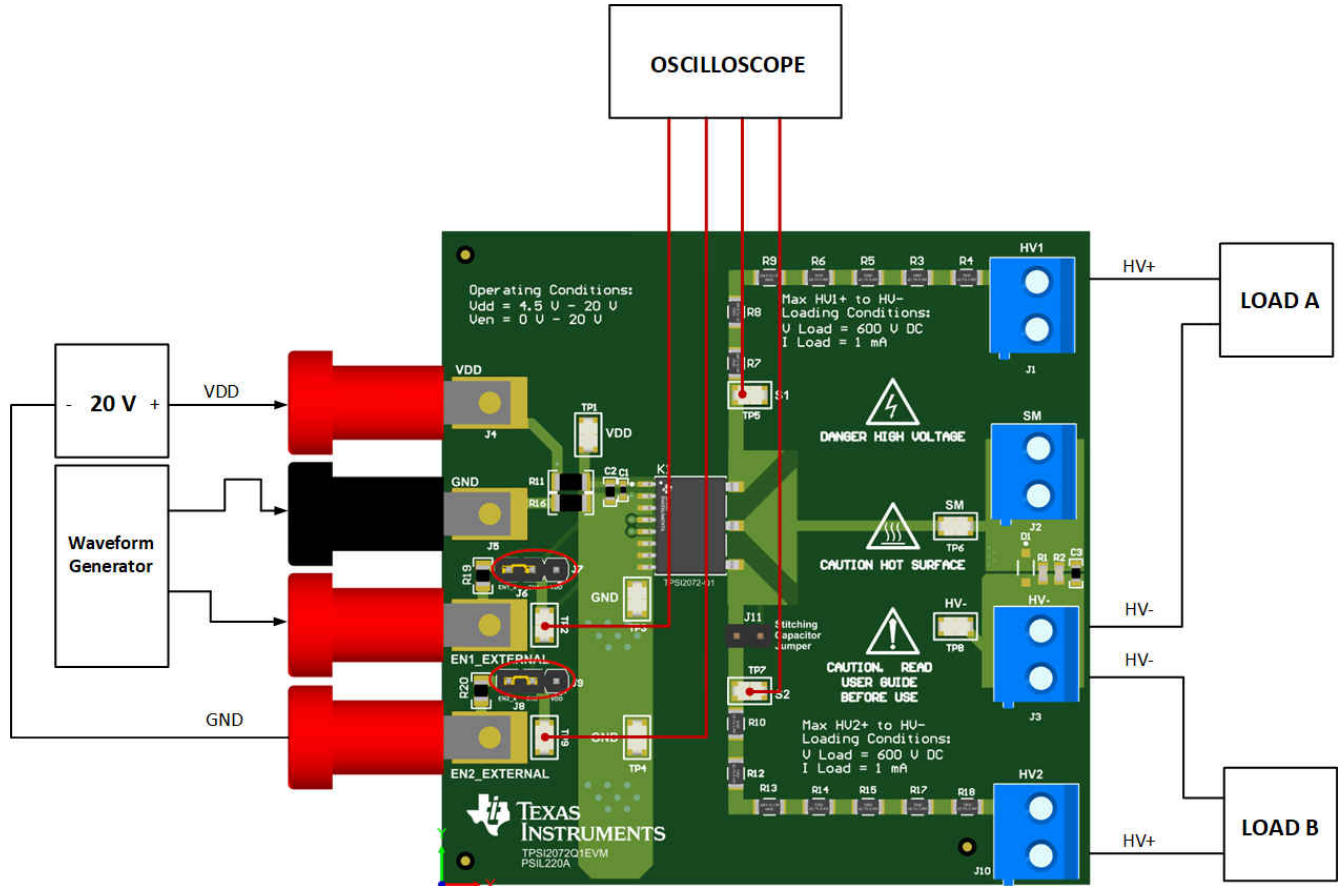 OSCILLOSCOPE
HV1
R9 R6 R5 R3 R4
HV+
LOAD A
Operating Conditions:
Vdd = 4.5 V - 20 V
Ven = 0 V - 20 V
Max HV1+ to HV-
Loading Conditions:
V Load = 600 V DC
I Load = 1 mA
R8
R7
J1
VDD
- 20 V +
VDD
S1
TP5
TP1
VDD
J4
DANGER HIGH VOLTAGE
SM
GND
R11
R16
C2
C1
J5
J2
SM
TP6
D1
R1 R2 C3
Waveform
Generator
CAUTION HOT SURFACE
TPSI2072-Q1
R19
J7
J6
TP2
GND
TP3
HV-
TP8
HV-
HV-
J11
Stitching
Capacitor
Jumper
EN1_EXTERNAL
CAUTION. READ
USER GUIDE
BEFORE USE
HV-
TP7
S2
R20
J9
J8
J3
GND
TP9
GND
TP4
R10
R12
Max HV2+ to HV-
Loading Conditions:
V Load = 600 V DC
I Load = 1 mA
EN2_EXTERNAL
HV2
R13 R14 R15 R17 R18
TEXAS
INSTRUMENTS
TPSI2072Q1EVM
PSIL220A
LOAD B
HV+
J10
Y